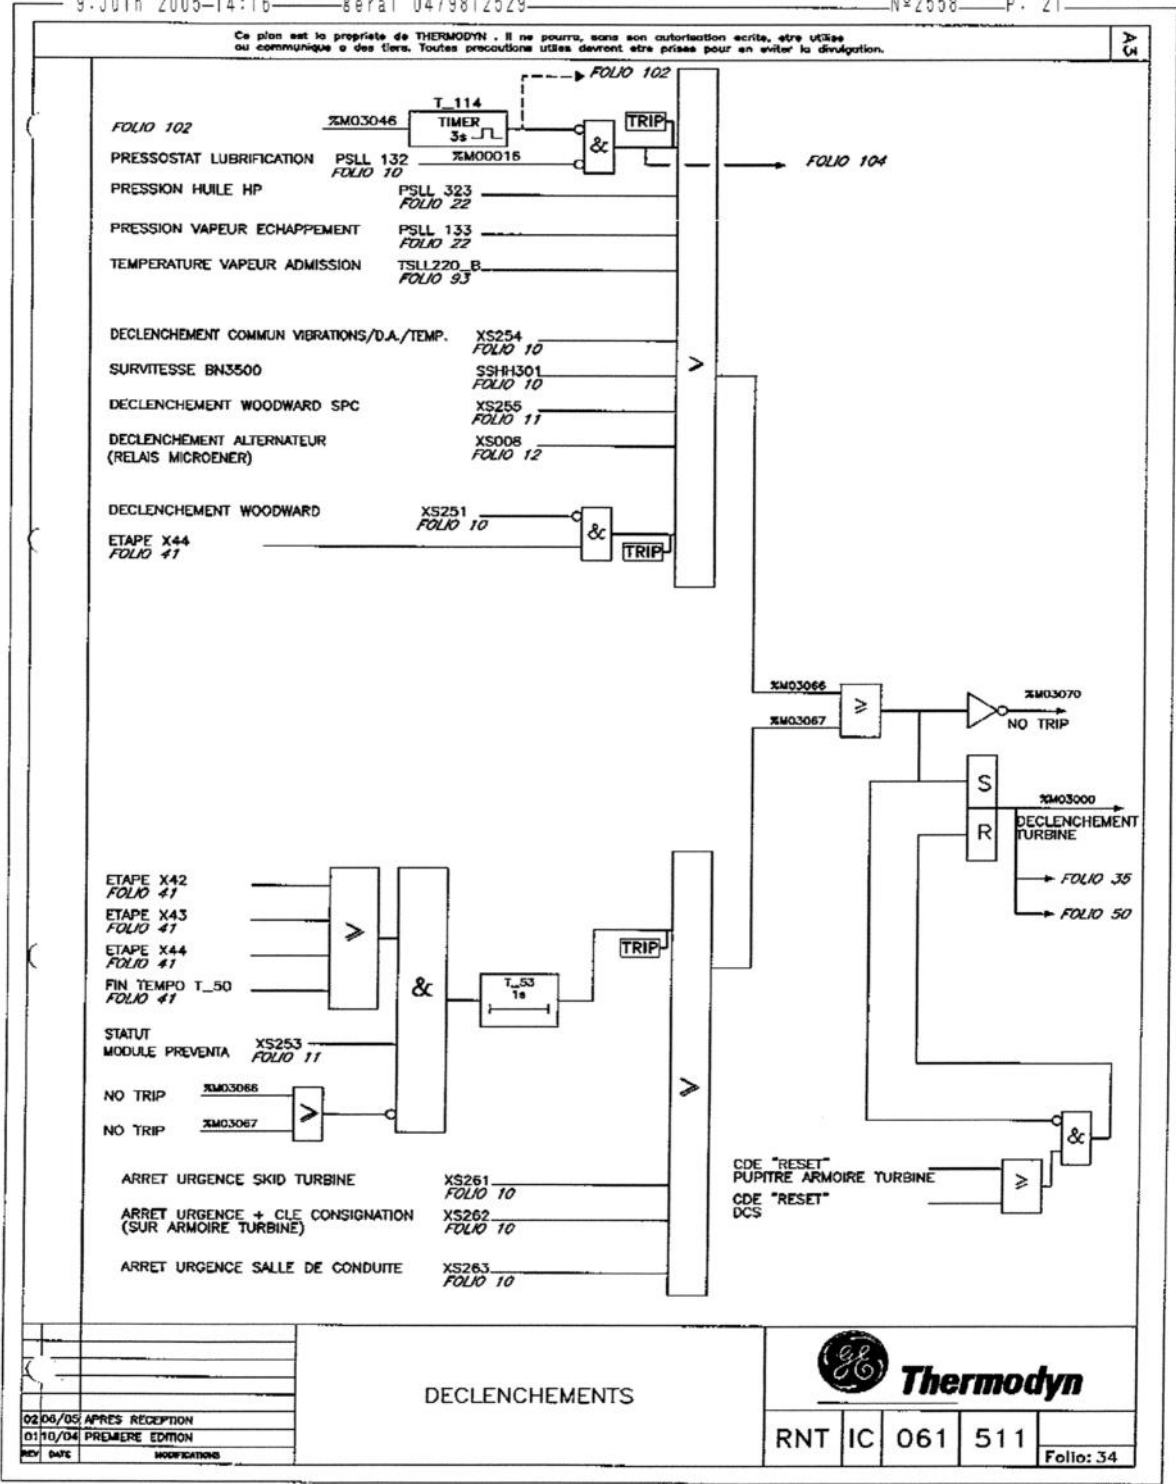 9.Juin 2005-14:16 geral 0479812529 N°2558 P. 21
Ce plan est la propriete de THERMODYN . Il ne pourra, sans son autorisation ecrite, etre utilise
ou communique a des tiers. Toutes precautions utiles devront etre prises pour en eviter la divulgation.
A3
FOLIO 102
T_114
FOLIO 102 %M03046 TIMER
3s
TRIP
&
PRESSOSTAT LUBRIFICATION PSLL 132 %M00016
FOLIO 10
FOLIO 104
PRESSION HUILE HP PSLL 323
FOLIO 22
PRESSION VAPEUR ECHAPPEMENT PSLL 133
FOLIO 22
TEMPERATURE VAPEUR ADMISSION TSLL220_B
FOLIO 93
DECLENCHEMENT COMMUN VIBRATIONS/D.A./TEMP. XS254
FOLIO 10
≥
SURVITESSE BN3500 SSHH301
FOLIO 10
DECLENCHEMENT WOODWARD SPC XS255
FOLIO 11
DECLENCHEMENT ALTERNATEUR XS008
(RELAIS MICROENER) FOLIO 12
DECLENCHEMENT WOODWARD XS251
FOLIO 10
&
ETAPE X44
FOLIO 41
TRIP
%M03066
≥
%M03067
%M03070
NO TRIP
S
R
%M03000
DECLENCHEMENT
TURBINE
FOLIO 35
FOLIO 50
ETAPE X42
FOLIO 41
ETAPE X43
FOLIO 41
≥
ETAPE X44
FOLIO 41
TRIP
FIN TEMPO T_50
FOLIO 41
&
T_53
1s
STATUT
MODULE PREVENTA XS253
FOLIO 11
NO TRIP %M03066
≥
NO TRIP %M03067
≥
&
CDE "RESET"
PUPITRE ARMOIRE TURBINE
≥
CDE "RESET"
DCS
ARRET URGENCE SKID TURBINE XS261
FOLIO 10
ARRET URGENCE + CLE CONSIGNATION XS262
(SUR ARMOIRE TURBINE) FOLIO 10
ARRET URGENCE SALLE DE CONDUITE XS263
FOLIO 10
DECLENCHEMENTS
GE Thermodyn
02 06/05 APRES RECEPTION
01 10/04 PREMIERE EDITION
REV DATE MODIFICATIONS
RNT IC 061 511
Folio: 34